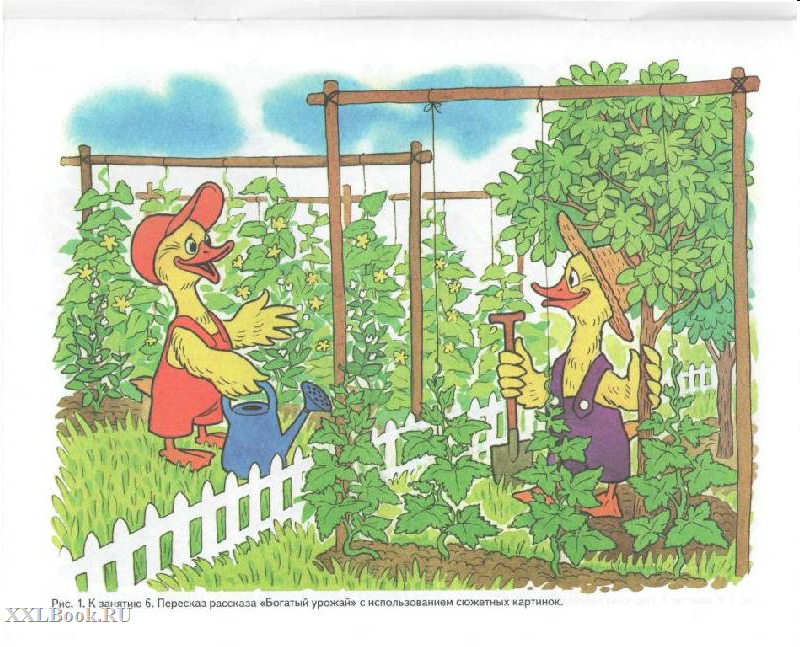 Рис. 1. К занятию 6. Пересказ рассказа «Богатый урожай» с использованием сюжетных картинок.
XXLBook.RU